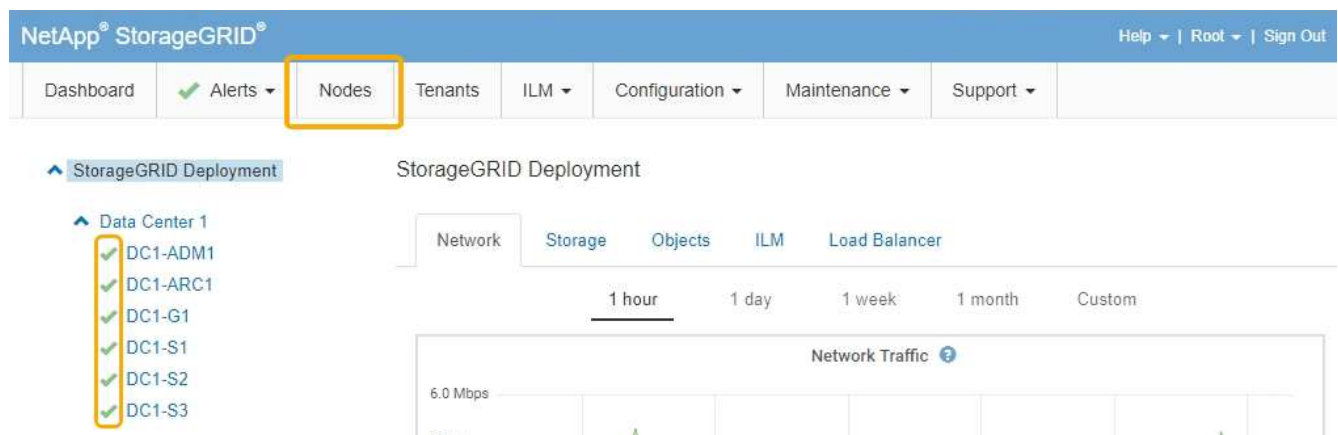 NetApp® StorageGRID®
Help | Root | Sign Out
Dashboard Alerts Nodes Tenants ILM Configuration Maintenance Support
StorageGRID Deployment
StorageGRID Deployment
Data Center 1
Network Storage Objects ILM Load Balancer
DC1-ADM1
DC1-ARC1
1 hour 1 day 1 week 1 month Custom
DC1-G1
DC1-S1
Network Traffic
DC1-S2
6.0 Mbps
DC1-S3